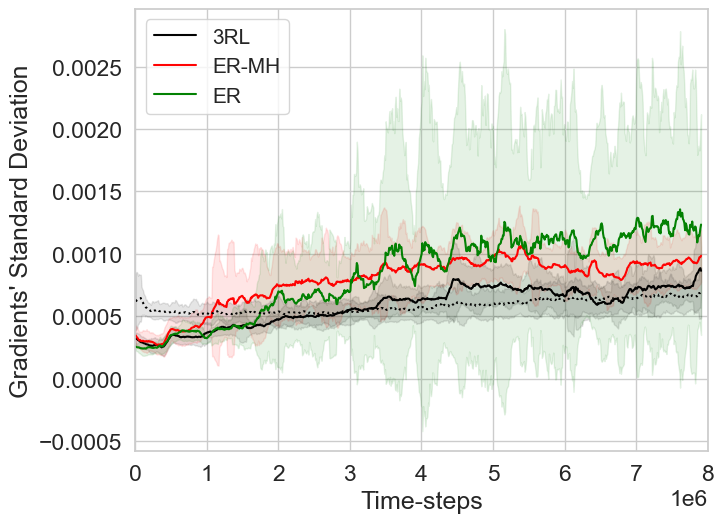 3RL
ER-MH
ER
Gradients' Standard Deviation
0.0025
0.0020
0.0015
0.0010
0.0005
0.0000
−0.0005
0 1 2 3 4 5 6 7 8
Time-steps
1e6